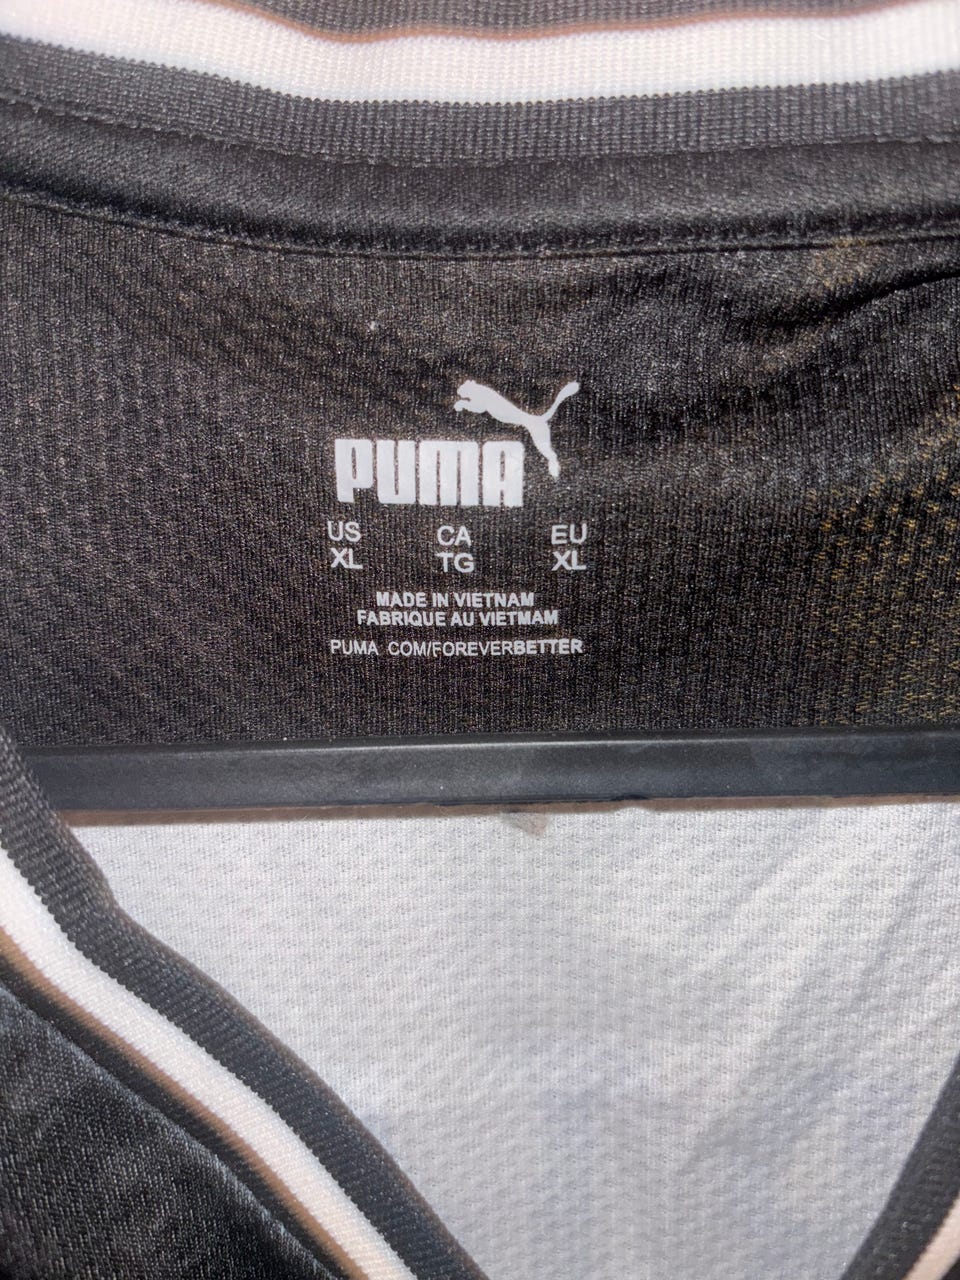 PUMA
US CA EU
XL TG XL
MADE IN VIETNAM
FABRIQUE AU VIETMAM
PUMA COM/FOREVERBETTER